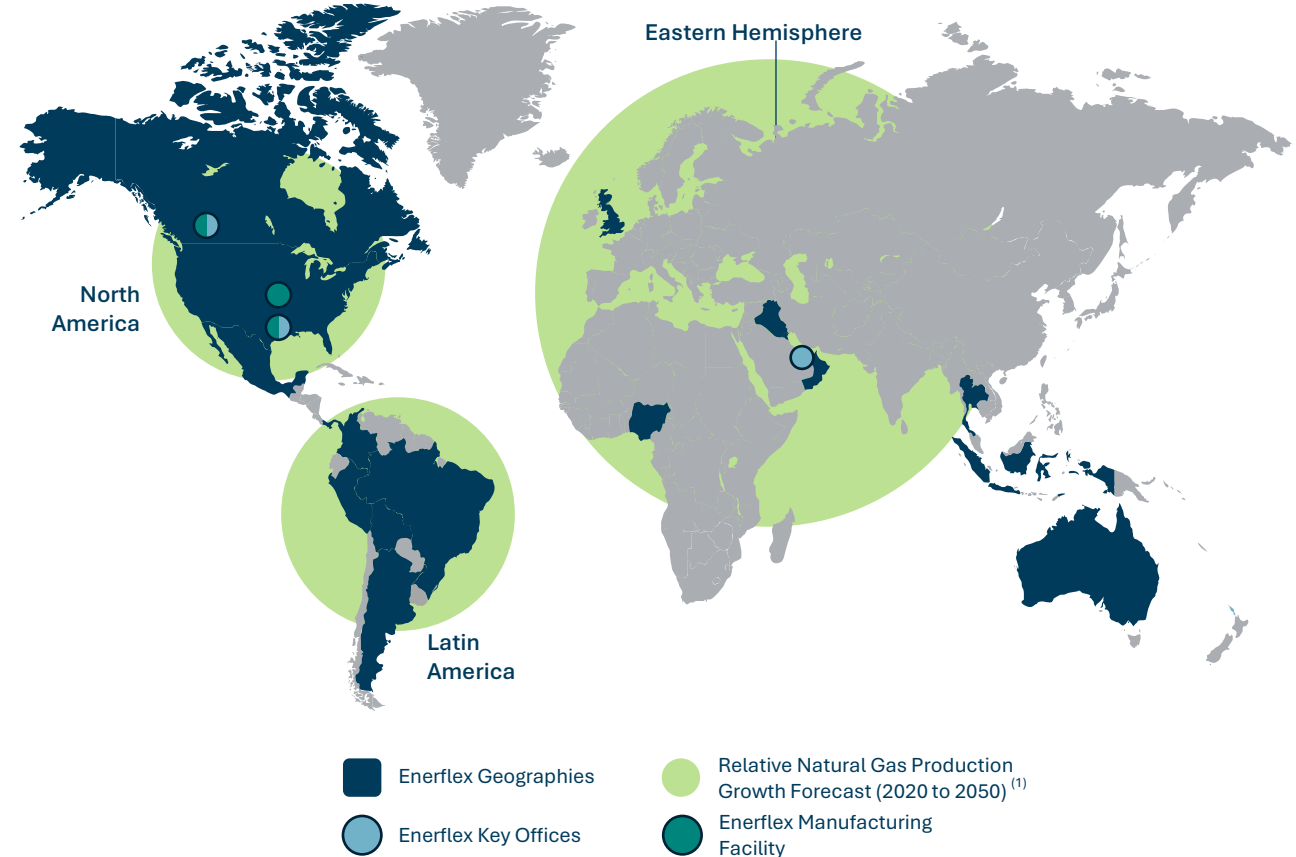 Eastern Hemisphere
North
America
Latin
America
Enerflex Geographies
Relative Natural Gas Production
Growth Forecast (2020 to 2050) (1)
Enerflex Key Offices
Enerflex Manufacturing
Facility